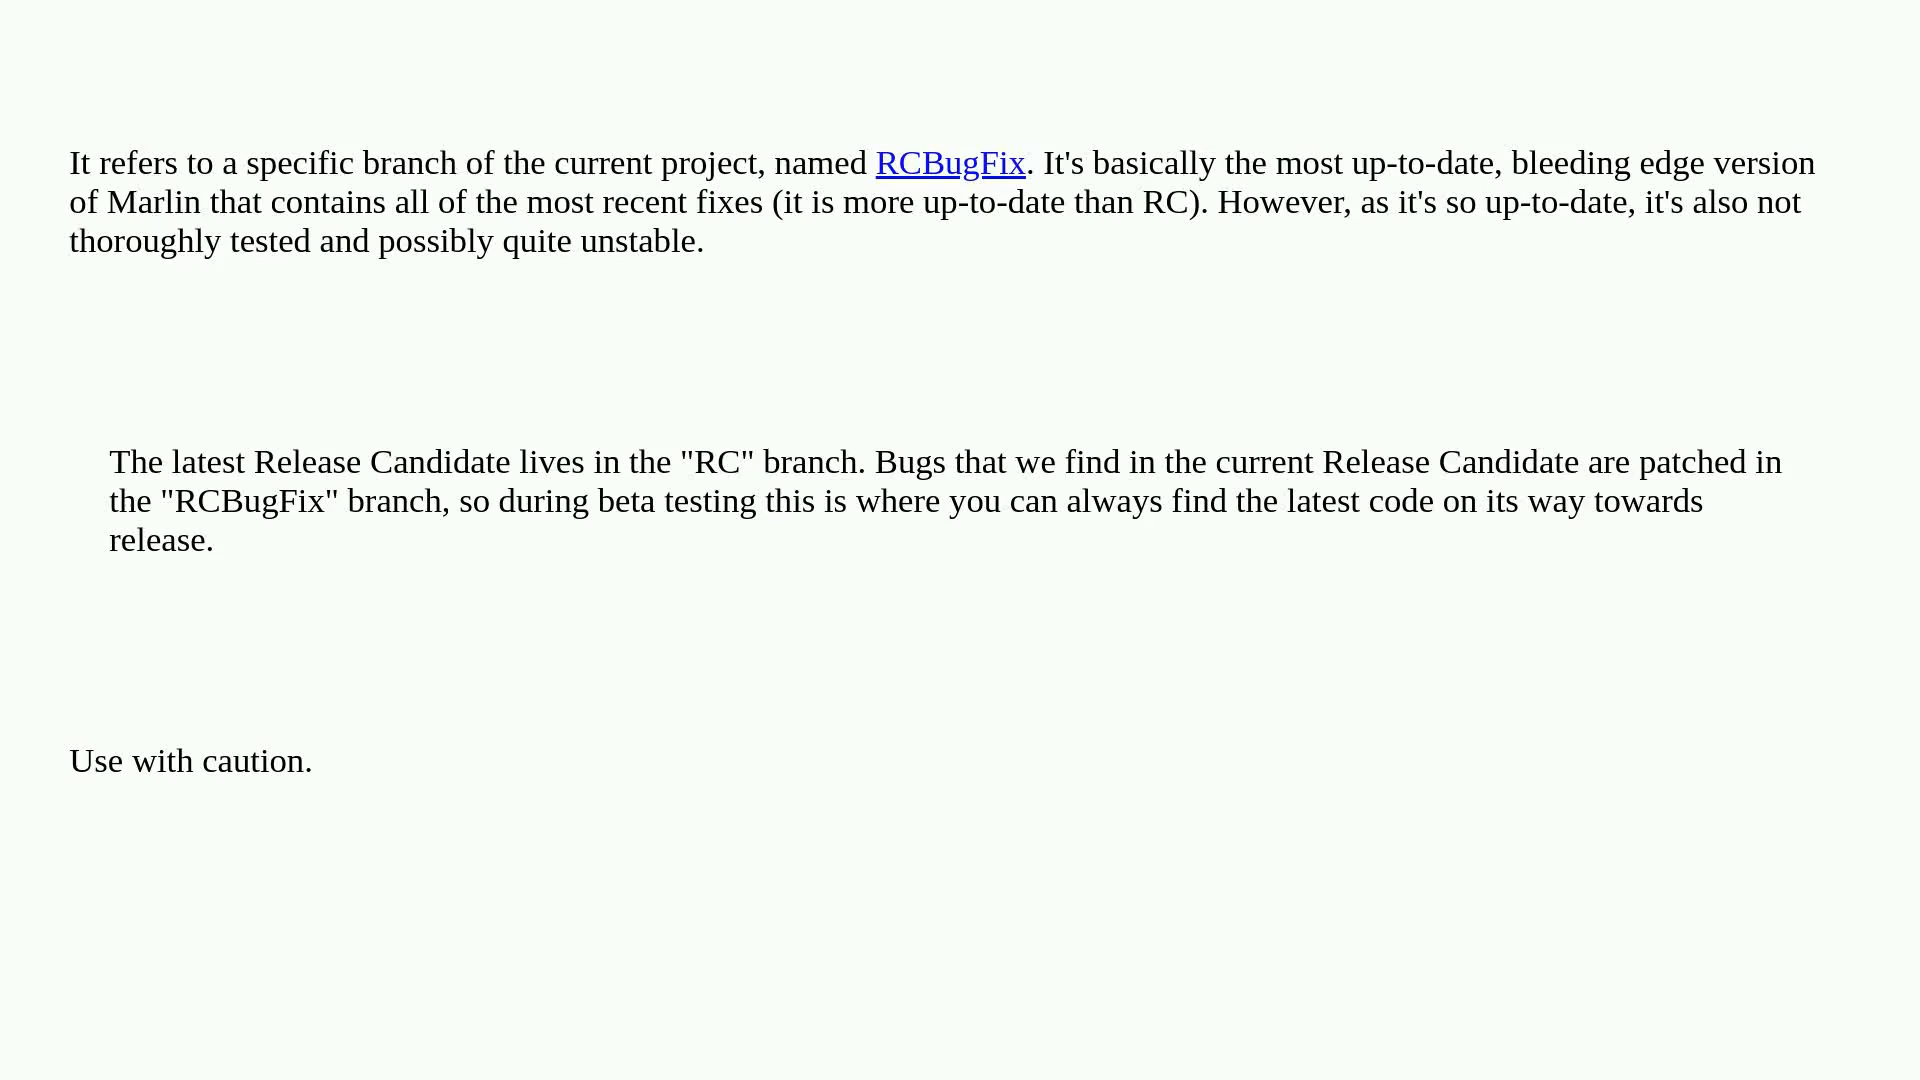 It refers to a specific branch of the current project, named RCBugFix. It's basically the most up-to-date, bleeding edge version
of Marlin that contains all of the most recent fixes (it is more up-to-date than RC). However, as it's so up-to-date, it's also not
thoroughly tested and possibly quite unstable.
The latest Release Candidate lives in the "RC" branch. Bugs that we find in the current Release Candidate are patched in
the "RCBugFix" branch, so during beta testing this is where you can always find the latest code on its way towards
release.
Use with caution.